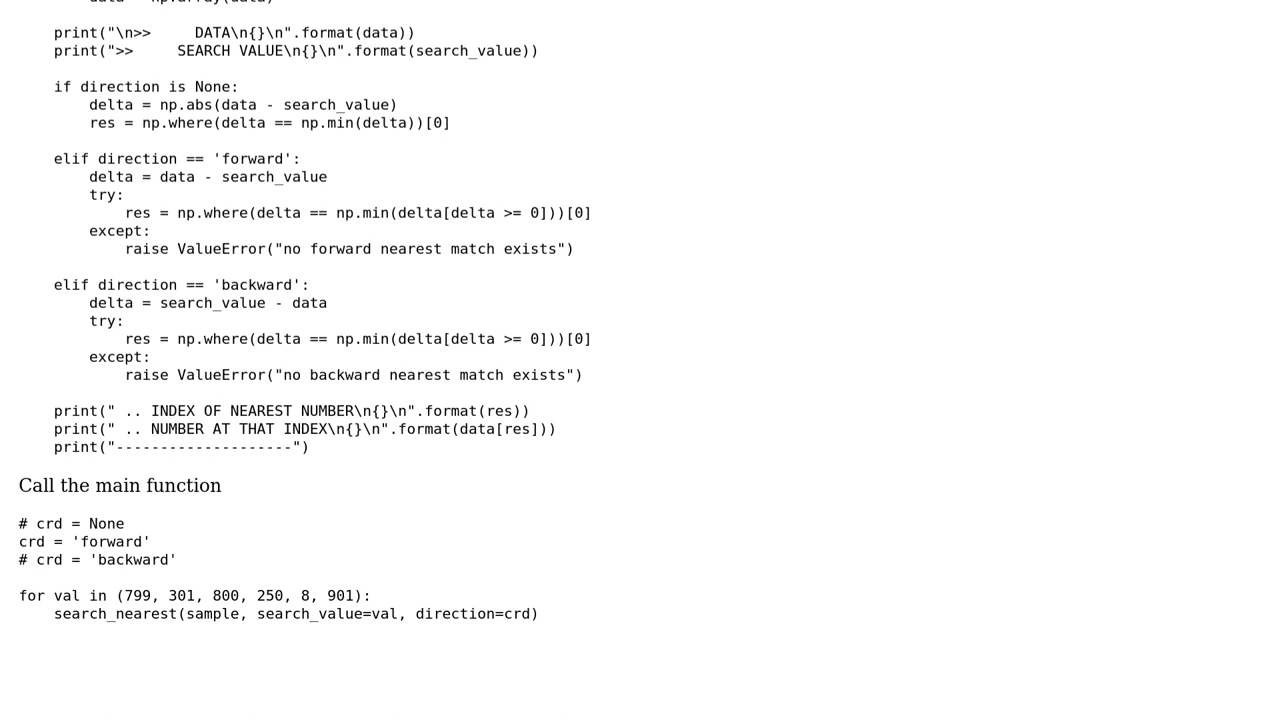 data = np.array(data)
print("\n>>     DATA\n{}\n".format(data))
print(">>     SEARCH VALUE\n{}\n".format(search_value))
if direction is None:
delta = np.abs(data - search_value)
res = np.where(delta == np.min(delta))[0]
elif direction == 'forward':
delta = data - search_value
try:
res = np.where(delta == np.min(delta[delta >= 0]))[0]
except:
raise ValueError("no forward nearest match exists")
elif direction == 'backward':
delta = search_value - data
try:
res = np.where(delta == np.min(delta[delta >= 0]))[0]
except:
raise ValueError("no backward nearest match exists")
print(" .. INDEX OF NEAREST NUMBER\n{}\n".format(res))
print(" .. NUMBER AT THAT INDEX\n{}\n".format(data[res]))
print("--------------------")
Call the main function
# crd = None
crd = 'forward'
# crd = 'backward'
for val in (799, 301, 800, 250, 8, 901):
search_nearest(sample, search_value=val, direction=crd)